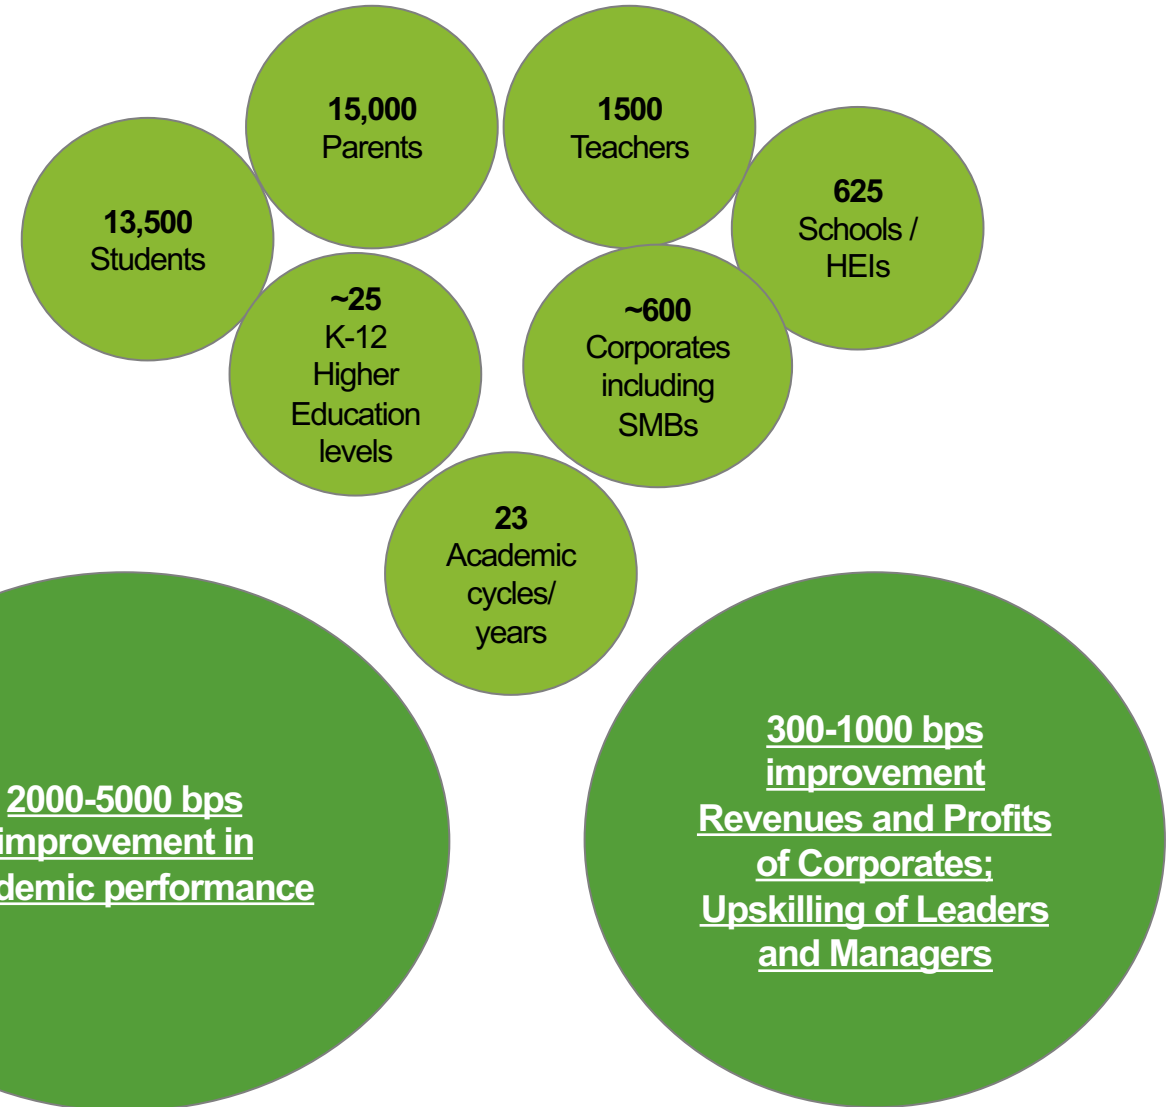 15,000
Parents
1500
Teachers
13,500
Students
625
Schools /
HEIs
~25
K-12
Higher
Education
levels
~600
Corporates
including
SMBs
23
Academic
cycles/
years
2000-5000 bps
improvement in
demic performance
300-1000 bps
improvement
Revenues and Profits
of Corporates;
Upskilling of Leaders
and Managers